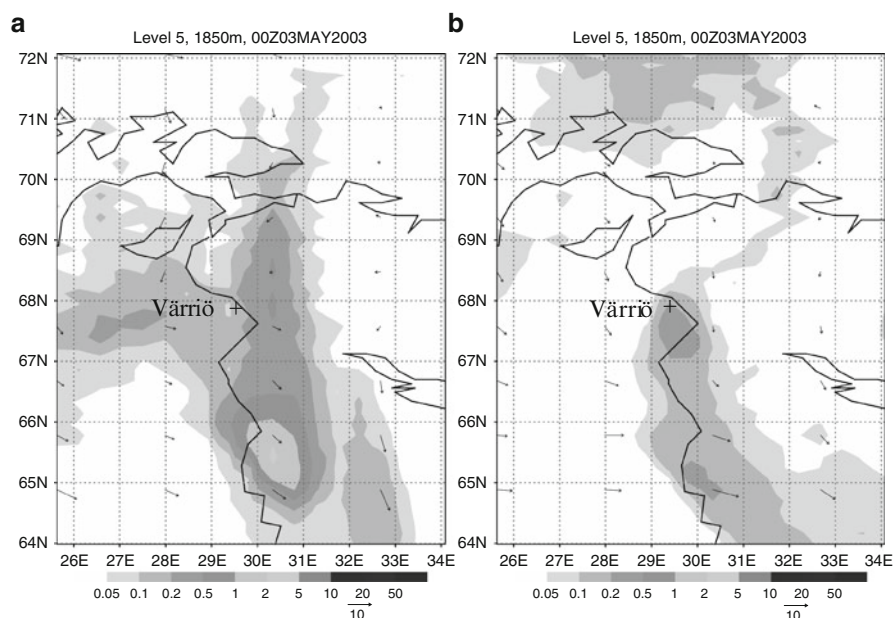 a
Level 5, 1850m, 00Z03MAY2003
72N
71N
70N
69N
68N
67N
66N
65N
64N
Värriö
26E 27E 28E 29E 30E 31E 32E 33E 34E
0.05 0.1 0.2 0.5 1 2 5 10 20 50
10
b
Level 5, 1850m, 00Z03MAY2003
72N
71N
70N
69N
68N
67N
66N
65N
64N
Värriö
26E 27E 28E 29E 30E 31E 32E 33E 34E
0.05 0.1 0.2 0.5 1 2 5 10 20 50
10